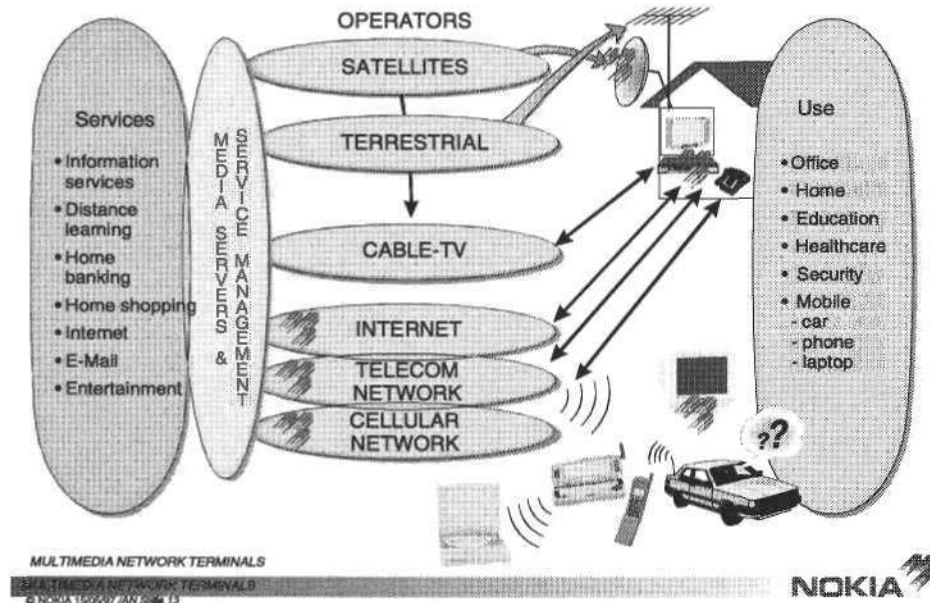 OPERATORS
SATELLITES
TERRESTRIAL
CABLE-TV
INTERNET
TELECOM
NETWORK
CELLULAR
NETWORK
Services
• Information
services
• Distance
learning
• Home
banking
• Home shopping
• Internet
• E-Mail
• Entertainment
MEDIA SERVERS &
SERVICE MANAGEMENT
Use
• Office
• Home
• Education
• Healthcare
• Security
• Mobile
- car
- phone
- laptop
??
MULTIMEDIA NETWORK TERMINALS
MULTIMEDIA NETWORK TERMINALS
© NOKIA
NOKIA